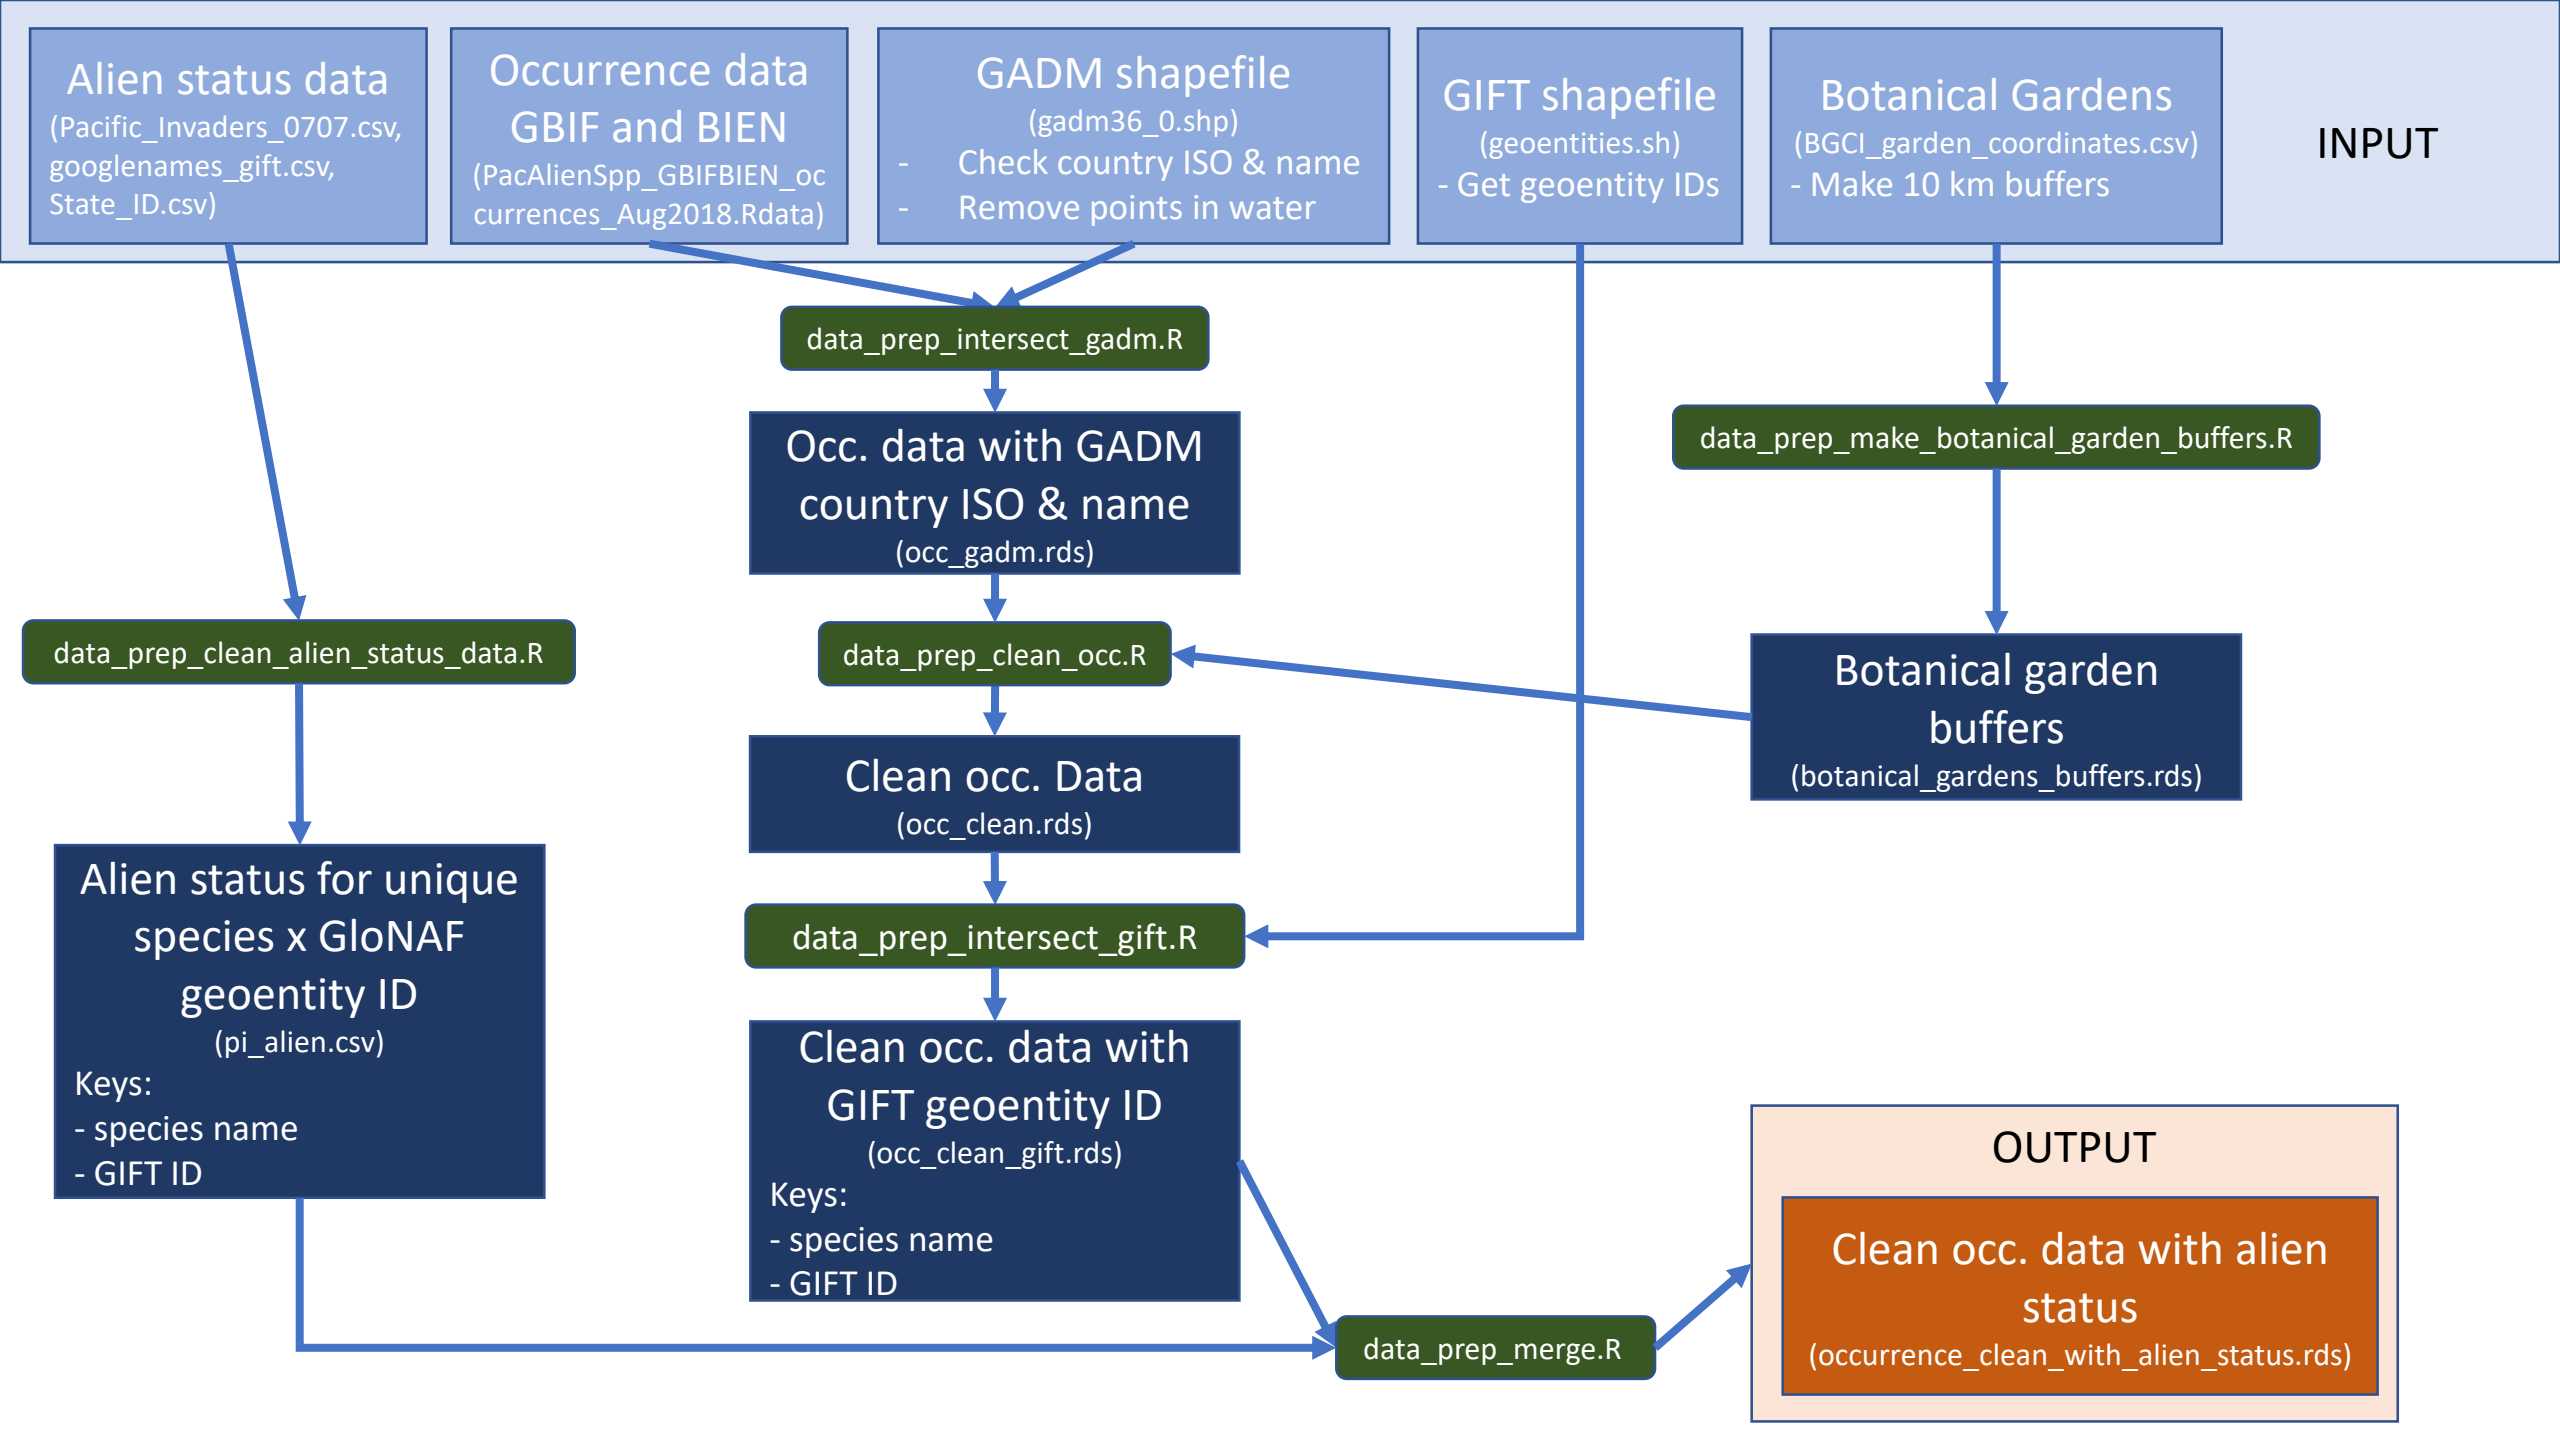 Alien status data
(Pacific_Invaders_0707.csv,
googlenames_gift.csv,
State_ID.csv)
Occurrence data
GBIF and BIEN
(PacAlienSpp_GBIFBIEN_oc
currences_Aug2018.Rdata)
GADM shapefile
(gadm36_0.shp)
- Check country ISO & name
- Remove points in water
GIFT shapefile
(geoentities.sh)
- Get geoentity IDs
Botanical Gardens
(BGCI_garden_coordinates.csv)
- Make 10 km buffers
INPUT
data_prep_intersect_gadm.R
Occ. data with GADM
country ISO & name
(occ_gadm.rds)
data_prep_make_botanical_garden_buffers.R
data_prep_clean_alien_status_data.R
data_prep_clean_occ.R
Botanical garden
buffers
(botanical_gardens_buffers.rds)
Clean occ. Data
(occ_clean.rds)
Alien status for unique
species x GloNAF
geoentity ID
(pi_alien.csv)
Keys:
- species name
- GIFT ID
data_prep_intersect_gift.R
Clean occ. data with
GIFT geoentity ID
(occ_clean_gift.rds)
Keys:
- species name
- GIFT ID
data_prep_merge.R
OUTPUT
Clean occ. data with alien
status
(occurrence_clean_with_alien_status.rds)